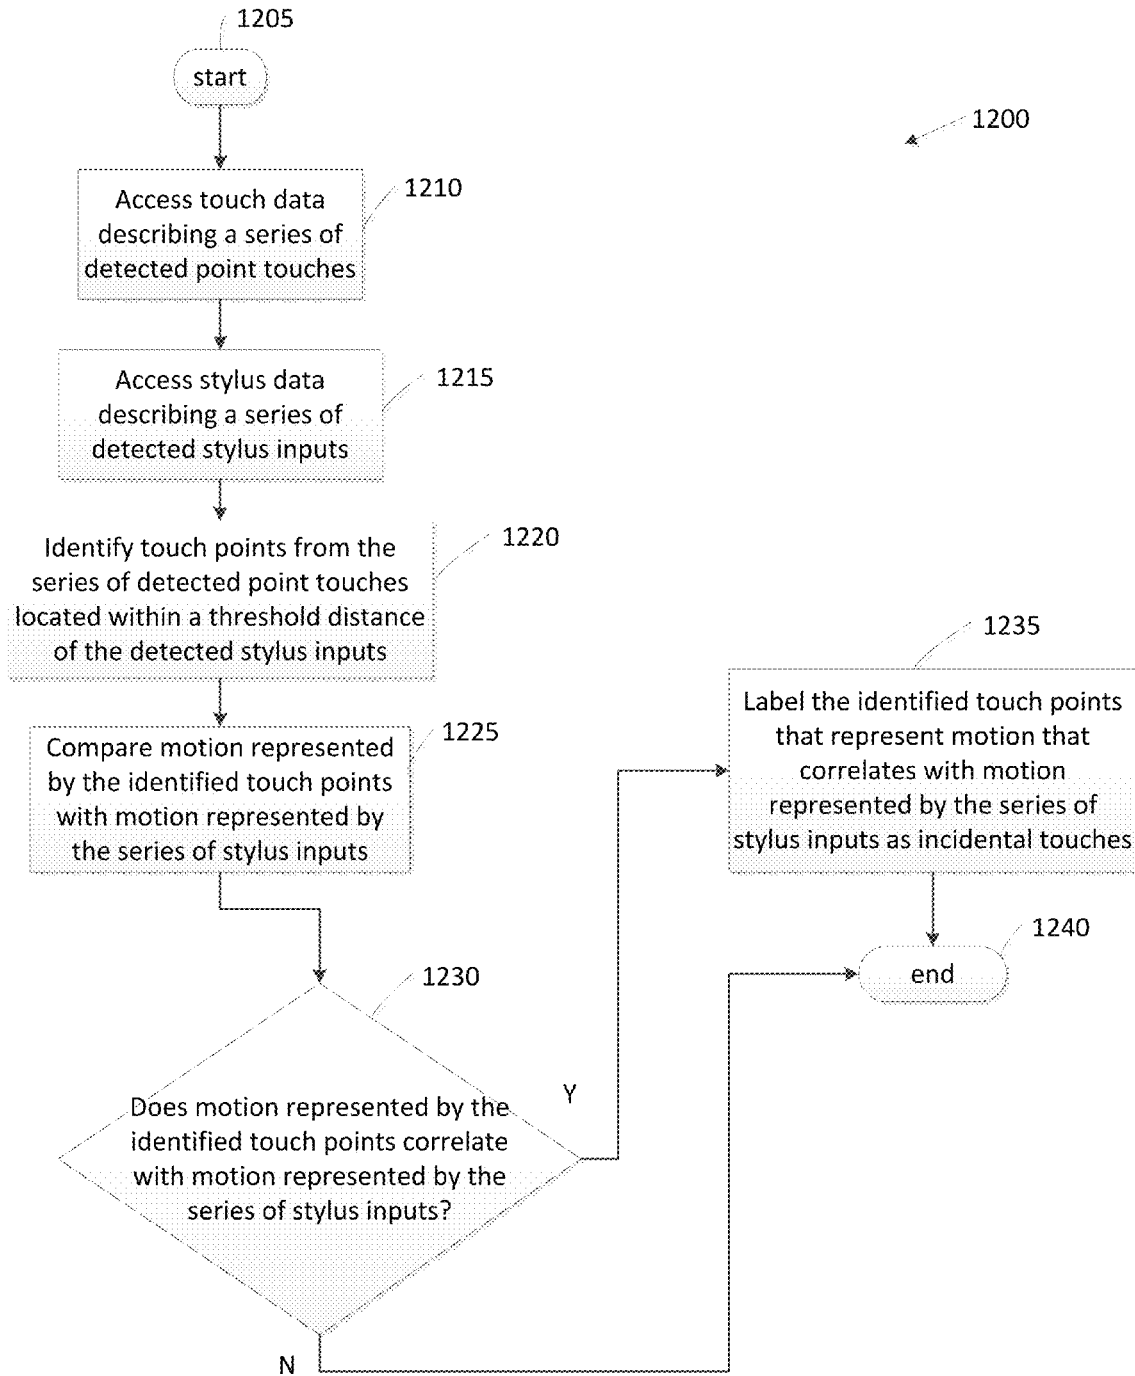 1205
start
1200
1210
Access touch data
describing a series of
detected point touches
1215
Access stylus data
describing a series of
detected stylus inputs
1220
Identify touch points from the
series of detected point touches
located within a threshold distance
of the detected stylus inputs
1225
Compare motion represented
by the identified touch points
with motion represented by
the series of stylus inputs
1230
Does motion represented by the
identified touch points correlate
with motion represented by the
series of stylus inputs?
Y
N
1235
Label the identified touch points
that represent motion that
correlates with motion
represented by the series of
stylus inputs as incidental touches
1240
end